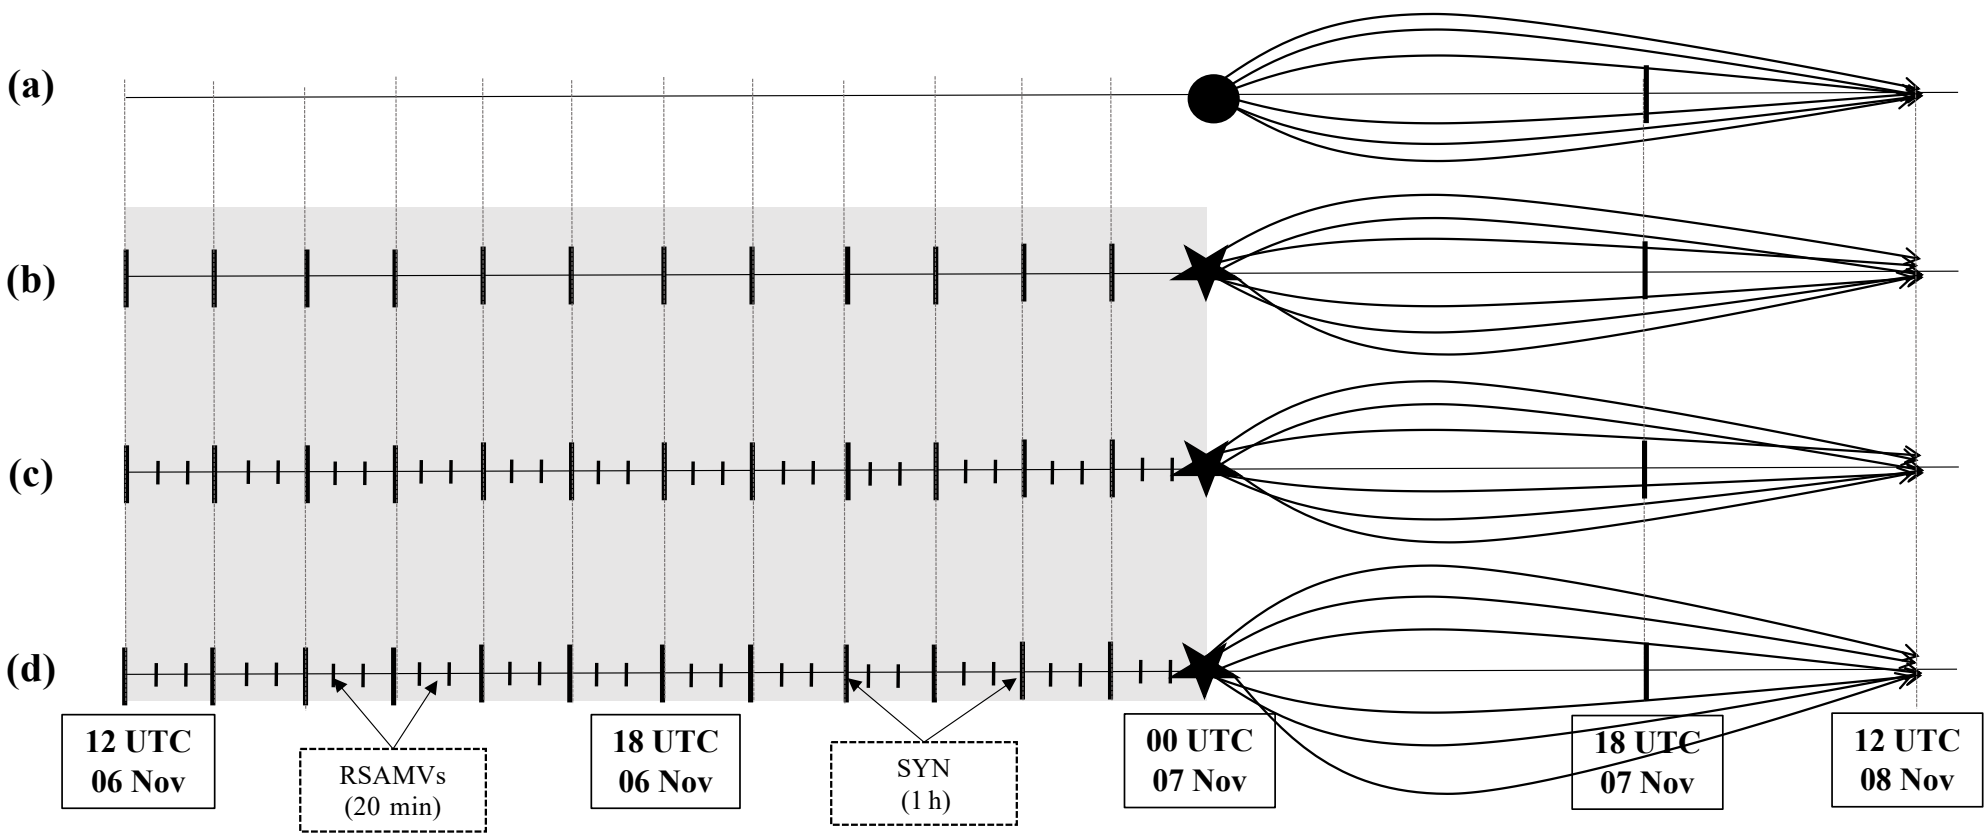 (a)
(b)
(c)
(d)
12 UTC
06 Nov
RSAMVs
(20 min)
18 UTC
06 Nov
SYN
(1 h)
00 UTC
07 Nov
18 UTC
07 Nov
12 UTC
08 Nov